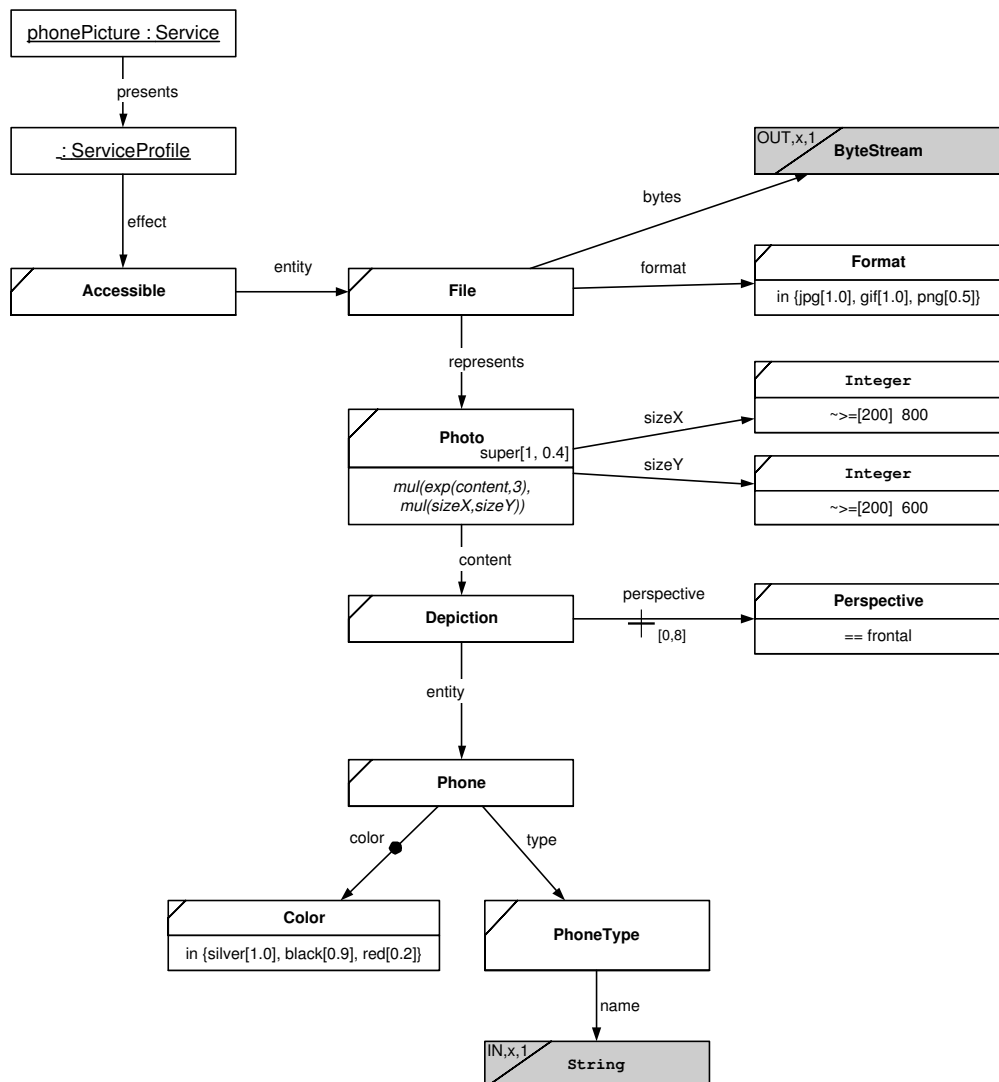 phonePicture : Service
presents
_: ServiceProfile
effect
OUT,x,1
ByteStream
bytes
Accessible
entity
File
format
Format
in {jpg[1.0], gif[1.0], png[0.5]}
represents
Integer
~>=[200] 800
sizeX
Photo
super[1, 0.4]
sizeY
Integer
~>=[200] 600
mul(exp(content,3),
mul(sizeX,sizeY))
content
Depiction
perspective
[0,8]
Perspective
== frontal
entity
Phone
color
type
Color
in {silver[1.0], black[0.9], red[0.2]}
PhoneType
name
IN,x,1
String